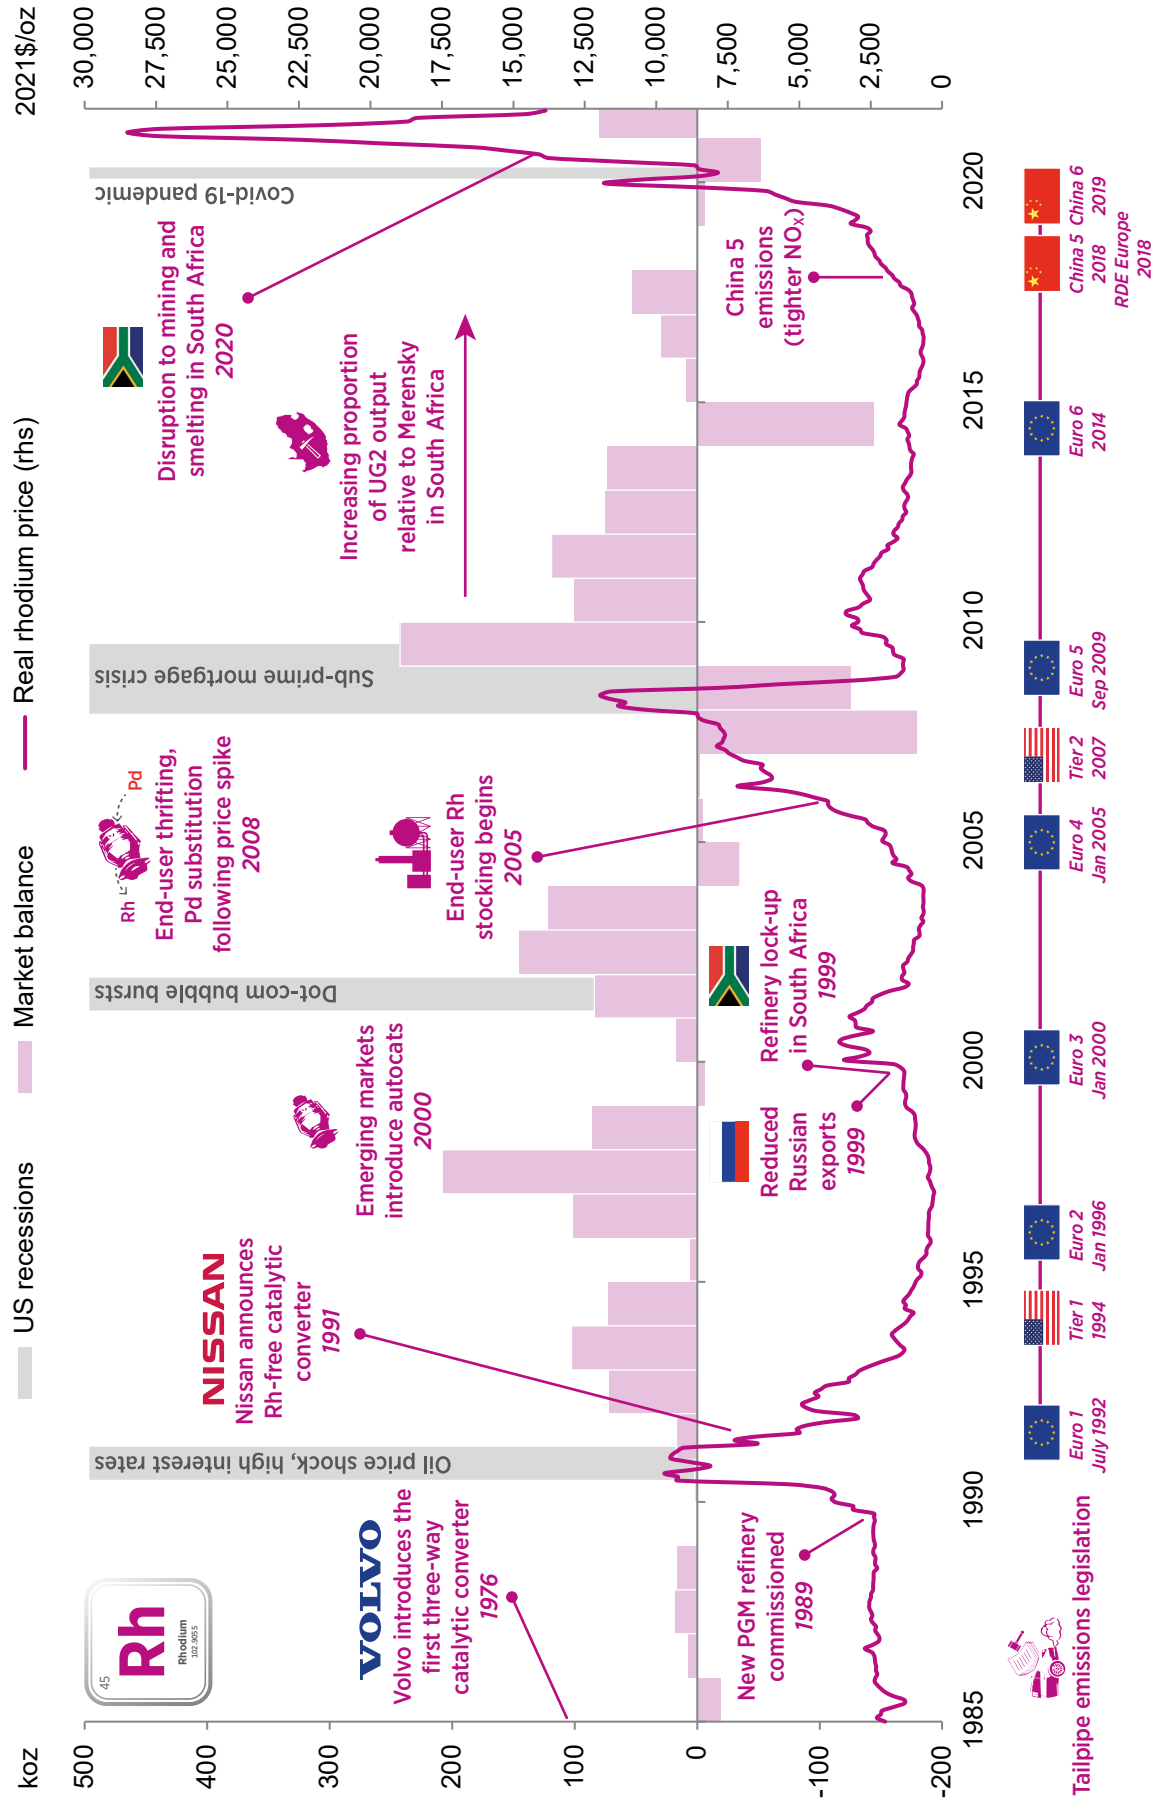 koz
US recessions
Market balance
Real rhodium price (rhs)
2021$/oz
500
400
300
200
100
0
-100
-200
30,000
27,500
25,000
22,500
20,000
17,500
15,000
12,500
10,000
7,500
5,000
2,500
0
45
Rh
Rhodium
102.9055
VOLVO
Volvo introduces the
first three-way
catalytic converter
1976
New PGM refinery
commissioned
1989
Oil price shock, high interest rates
NISSAN
Nissan announces
Rh-free catalytic
converter
1991
Emerging markets
introduce autocats
2000
Reduced
Russian
exports
1999
Refinery lock-up
in South Africa
1999
Dot-com bubble bursts
Rh
Pd
End-user thrifting,
Pd substitution
following price spike
2008
End-user Rh
stocking begins
2005
Sub-prime mortgage crisis
Increasing proportion
of UG2 output
relative to Merensky
in South Africa
Disruption to mining and
smelting in South Africa
2020
Covid-19 pandemic
China 5
emissions
(tighter NOX)
1985
1990
1995
2000
2005
2010
2015
2020
Tailpipe emissions legislation
Euro 1
July 1992
Tier 1
1994
Euro 2
Jan 1996
Euro 3
Jan 2000
Euro 4
Jan 2005
Tier 2
2007
Euro 5
Sep 2009
Euro 6
2014
China 5
2018
RDE Europe
2018
China 6
2019